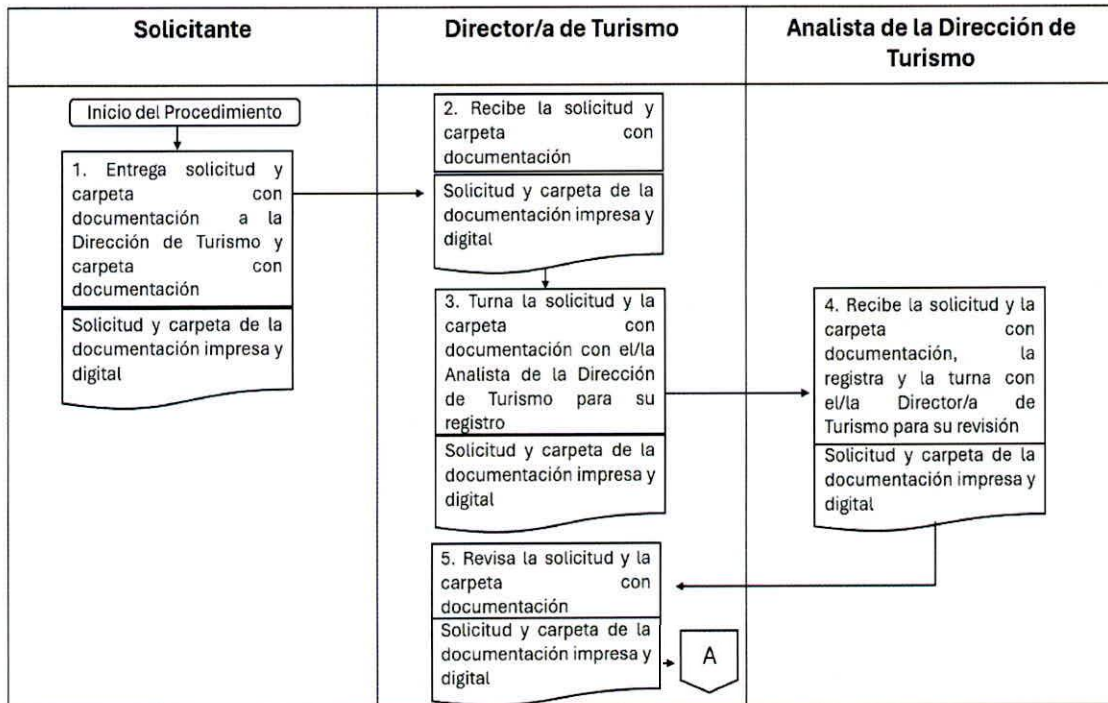 Solicitante
Director/a de Turismo
Analista de la Dirección de
Turismo
Inicio del Procedimiento
1. Entrega solicitud y
carpeta con
documentación a la
Dirección de Turismo y
carpeta con
documentación
Solicitud y carpeta de la
documentación impresa y
digital
2. Recibe la solicitud y
carpeta con
documentación
Solicitud y carpeta de la
documentación impresa y
digital
3. Turna la solicitud y la
carpeta con
documentación con el/la
Analista de la Dirección
de Turismo para su
registro
Solicitud y carpeta de la
documentación impresa y
digital
4. Recibe la solicitud y la
carpeta con
documentación, la
registra y la turna con
el/la Director/a de
Turismo para su revisión
Solicitud y carpeta de la
documentación impresa y
digital
5. Revisa la solicitud y la
carpeta con
documentación
Solicitud y carpeta de la
documentación impresa y
digital
A